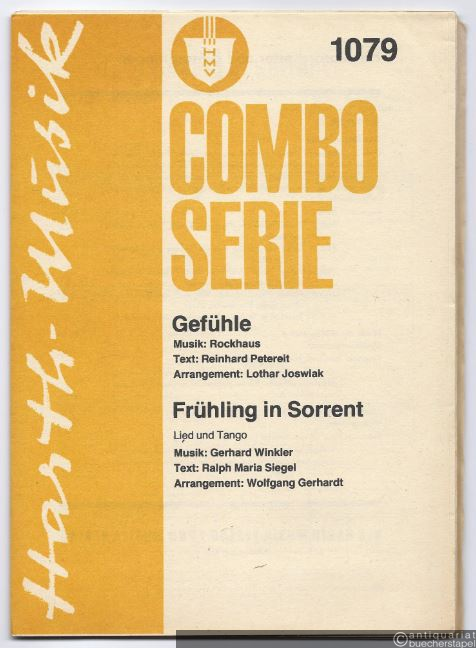 Harth-Musik
HMV
1079
COMBO
SERIE
Gefühle
Musik: Rockhaus
Text: Reinhard Petereit
Arrangement: Lothar Joswiak
Frühling in Sorrent
Lied und Tango
Musik: Gerhard Winkler
Text: Ralph Maria Siegel
Arrangement: Wolfgang Gerhardt
©antiquariat
buecherstapel